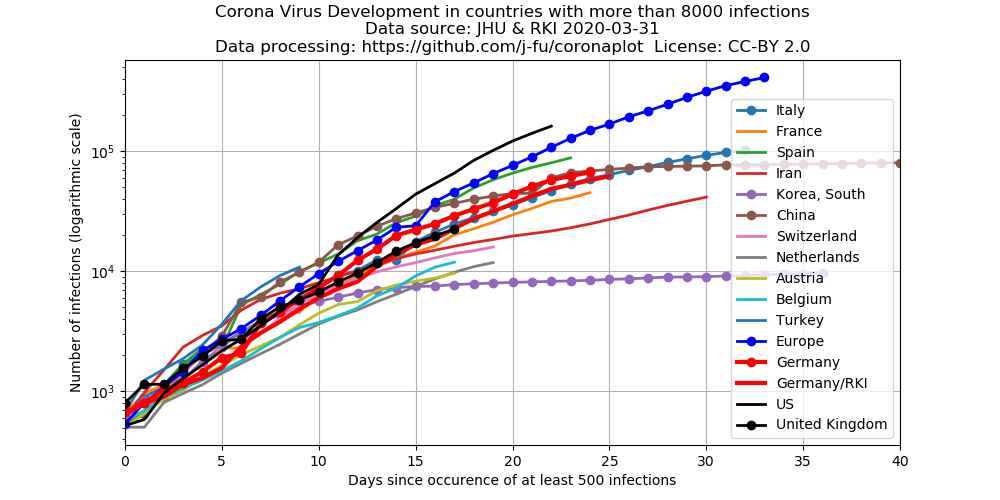 Corona Virus Development in countries with more than 8000 infections
Data source: JHU & RKI 2020-03-31
Data processing: https://github.com/j-fu/coronaplot License: CC-BY 2.0
Number of infections (logarithmic scale)
10⁵
10⁴
10³
Italy
France
Spain
Iran
Korea, South
China
Switzerland
Netherlands
Austria
Belgium
Turkey
Europe
Germany
Germany/RKI
US
United Kingdom
0 5 10 15 20 25 30 35 40
Days since occurence of at least 500 infections